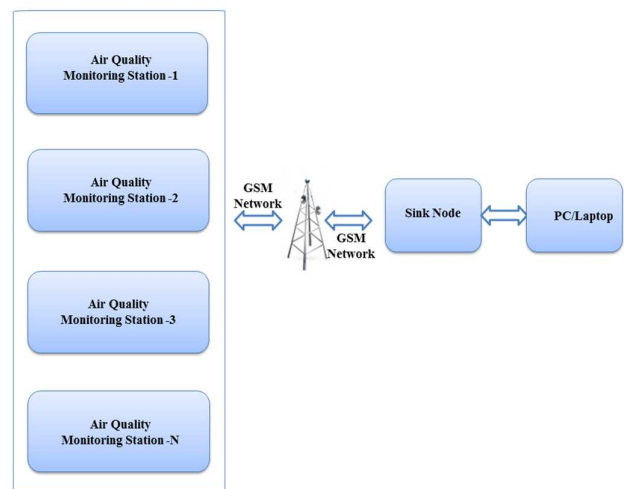 Air Quality
Monitoring Station -1
Air Quality
Monitoring Station -2
Air Quality
Monitoring Station -3
Air Quality
Monitoring Station -N
GSM
Network
GSM
Network
Sink Node
PC/Laptop